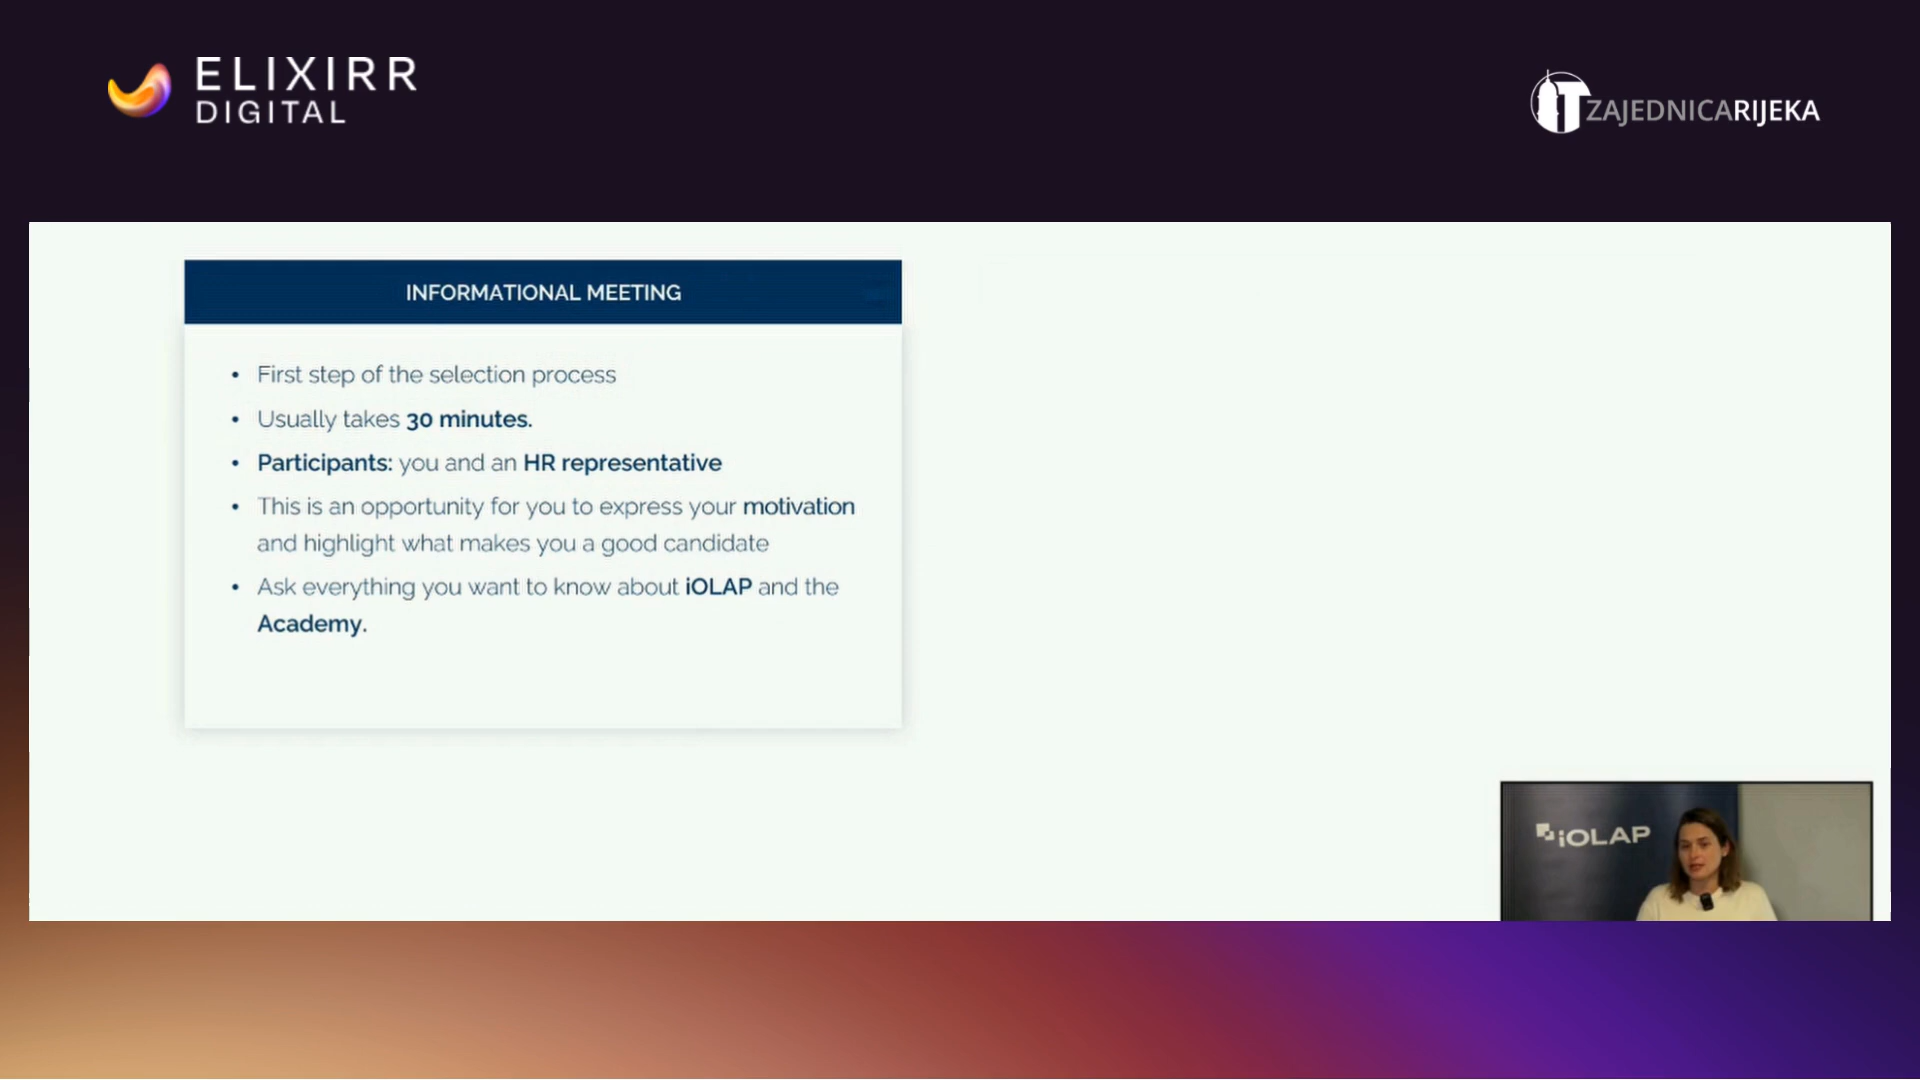 ELIXIRR
DIGITAL
IT ZAJEDNICARIJEKA
INFORMATIONAL MEETING
• First step of the selection process
• Usually takes 30 minutes.
• Participants: you and an HR representative
• This is an opportunity for you to express your motivation
and highlight what makes you a good candidate
• Ask everything you want to know about iOLAP and the
Academy.
iOLAP